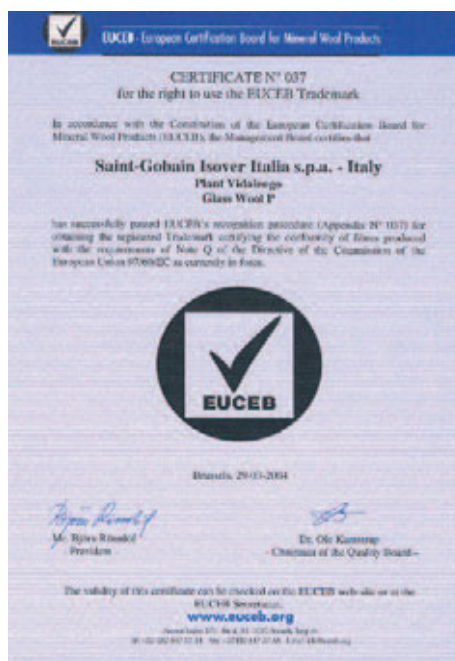 EUCEB
EUCEB - European Certification Board for Mineral Wool Products
CERTIFICATE N° 037
for the right to use the EUCEB Trademark
In accordance with the Constitution of the European Certification Board for
Mineral Wool Products (EUCEB), the Management Board certifies that
Saint-Gobain Isover Italia s.p.a. - Italy
Plant Vidalengo
Glass Wool P
has successfully passed EUCEB's recognition procedure (Appendix N° 037) for
obtaining the registered Trademark certifying the conformity of fibres produced
with the requirements of Note Q of the Directive of the Commission of the
European Union 97/69/EC as currently in force.
EUCEB
Brussels, 29-03-2004
Mr. Björn
President
Dr. Ole Kamstrup
- Chairman of the Quality Board -
The validity of this certificate can be checked on the EUCEB web site or at the
EUCEB Secretariat.
www.euceb.org